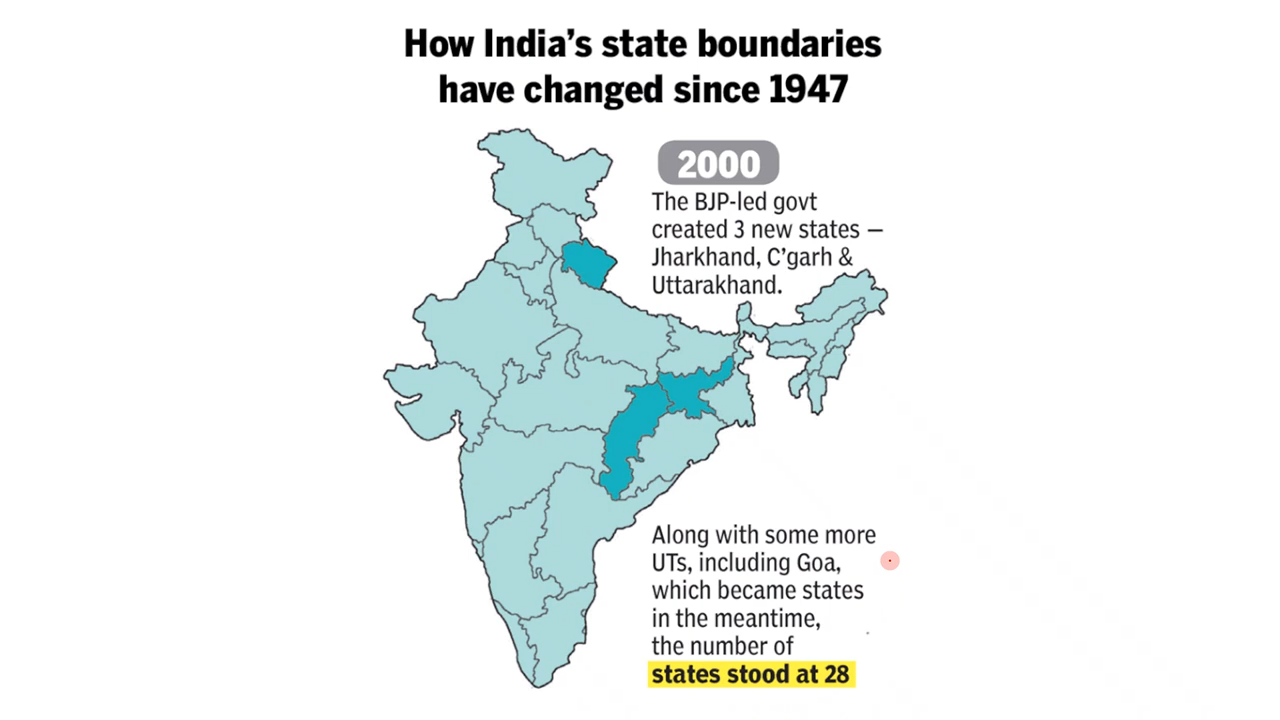 How India’s state boundaries
have changed since 1947
2000
The BJP-led govt
created 3 new states –
Jharkhand, C’garh &
Uttarakhand.
Along with some more
UTs, including Goa,
which became states
in the meantime,
the number of
states stood at 28